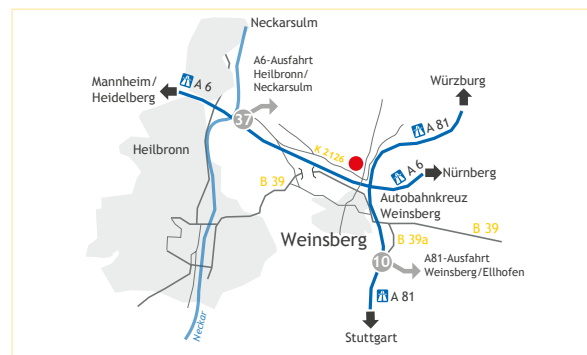 Neckarsulm
A6-Ausfahrt
Heilbronn/
Neckarsulm
Mannheim/
Heidelberg
A 6
Würzburg
37
A 81
K 2126
Heilbronn
A 6
Nürnberg
B 39
Autobahnkreuz
Weinsberg
Weinsberg
B 39
B 39a
10
A81-Ausfahrt
Weinsberg/Ellhofen
A 81
Neckar
Stuttgart